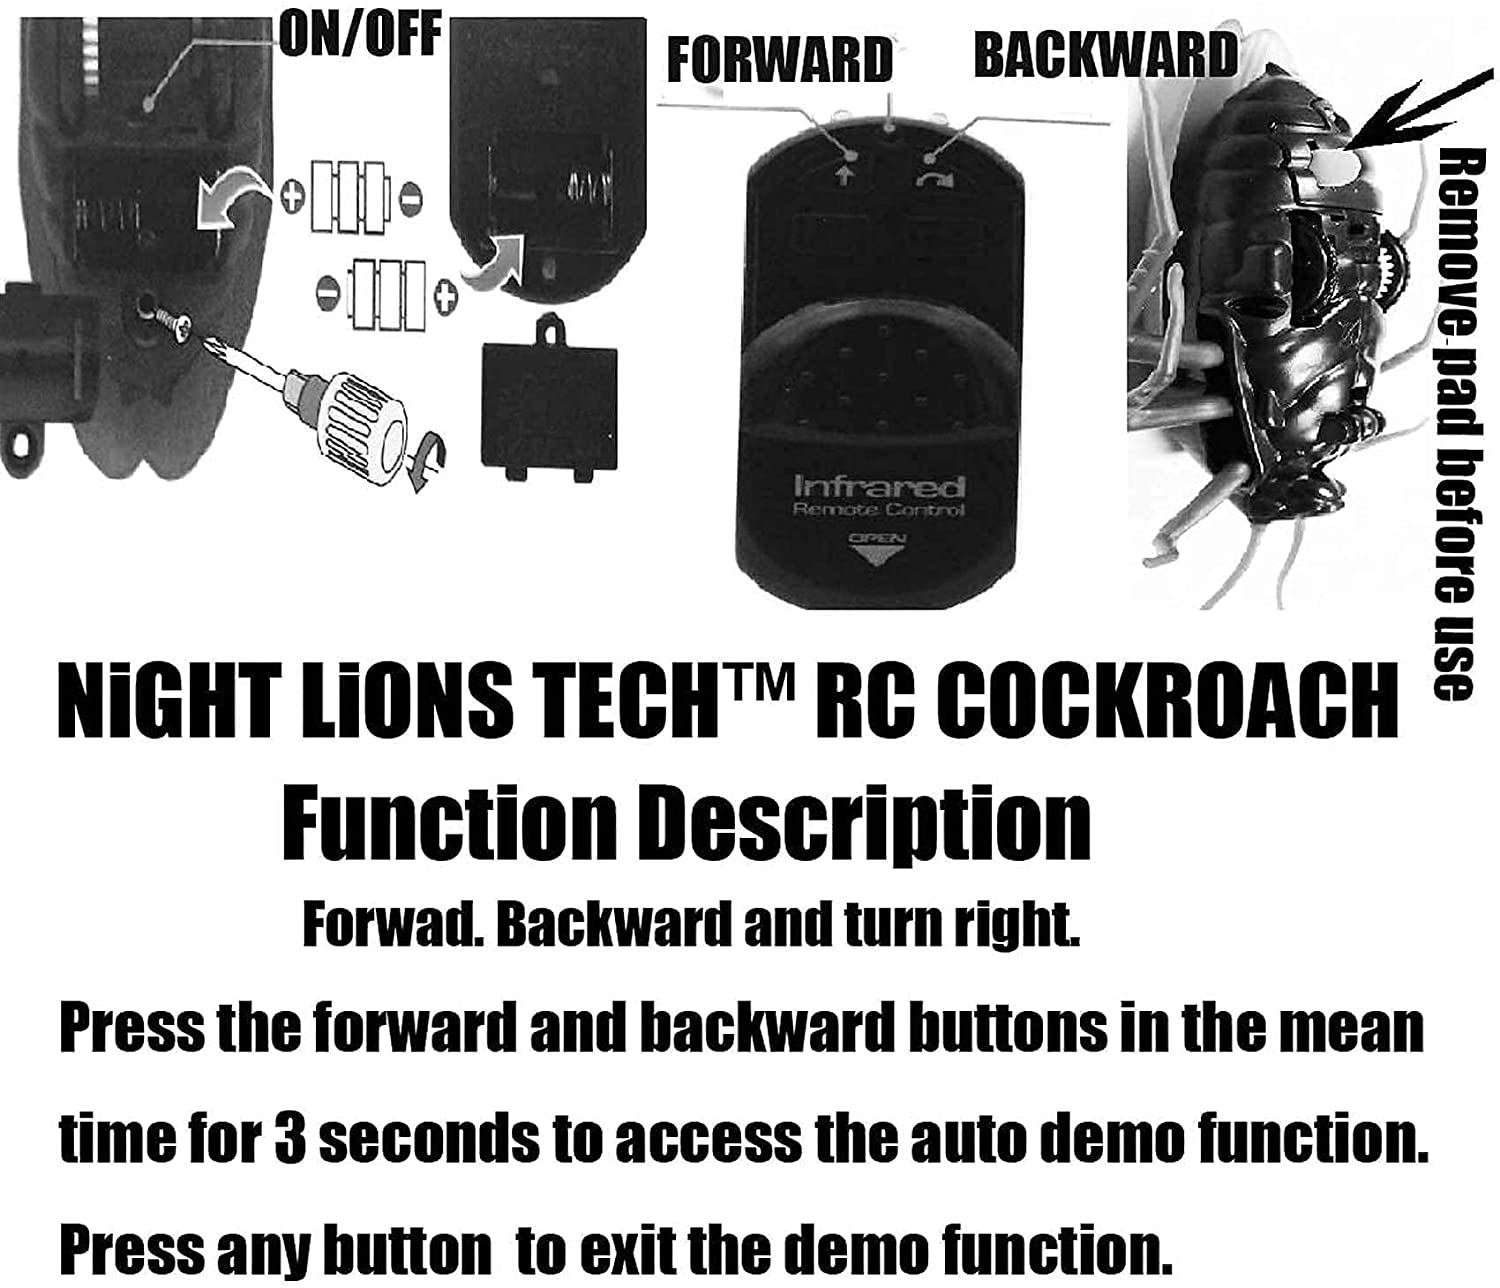 ON/OFF
FORWARD
BACKWARD
Remove pad before use
Infrared
Remote Control
OPEN
NiGHT LiONS TECH™ RC COCKROACH
Function Description
Forwad. Backward and turn right.
Press the forward and backward buttons in the mean
time for 3 seconds to access the auto demo function.
Press any button to exit the demo function.